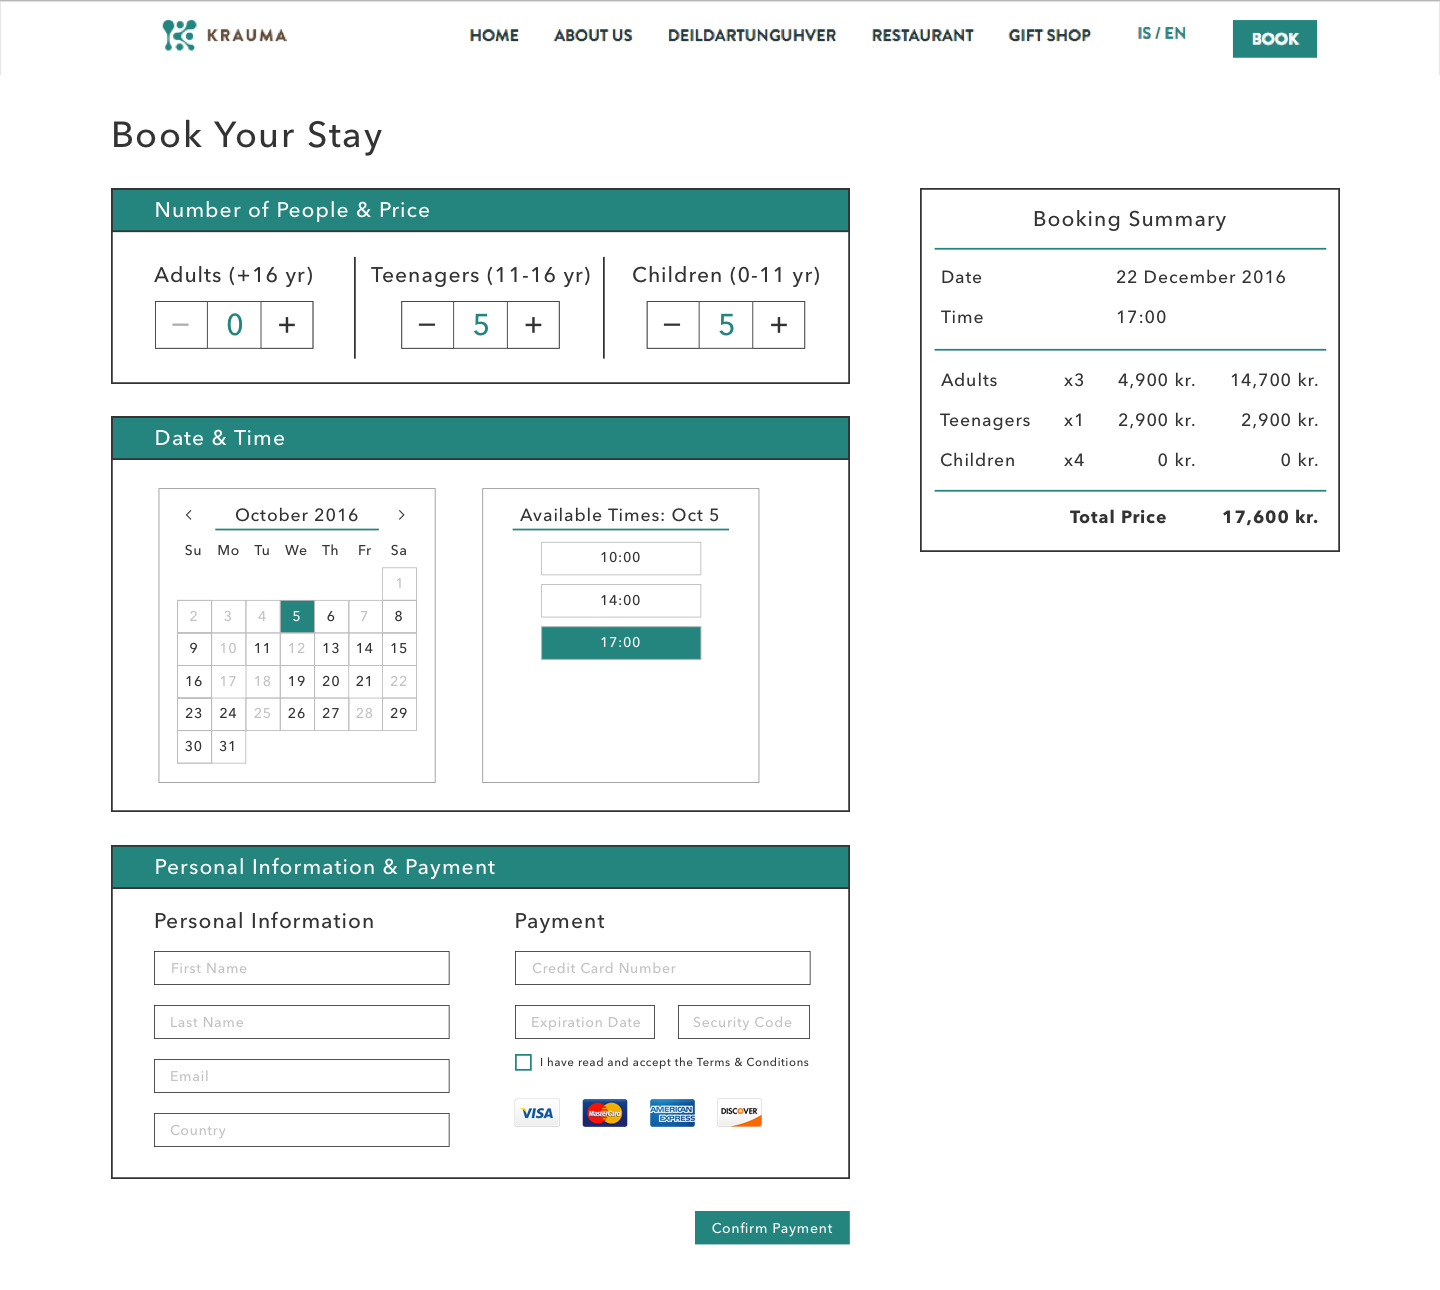 KRAUMA
HOME ABOUT US DEILDARTUNGUHVER RESTAURANT GIFT SHOP IS / EN BOOK
Book Your Stay
Number of People & Price
Adults (+16 yr) Teenagers (11-16 yr) Children (0-11 yr)
− 0 + − 5 + − 5 +
Date & Time
< October 2016 >
Su Mo Tu We Th Fr Sa
1
2 3 4 5 6 7 8
9 10 11 12 13 14 15
16 17 18 19 20 21 22
23 24 25 26 27 28 29
30 31
Available Times: Oct 5
10:00
14:00
17:00
Personal Information & Payment
Personal Information
First Name
Last Name
Email
Country
Payment
Credit Card Number
Expiration Date Security Code
I have read and accept the Terms & Conditions
VISA MasterCard AMERICAN EXPRESS DISCOVER
Confirm Payment
Booking Summary
Date 22 December 2016
Time 17:00
Adults x3 4,900 kr. 14,700 kr.
Teenagers x1 2,900 kr. 2,900 kr.
Children x4 0 kr. 0 kr.
Total Price 17,600 kr.